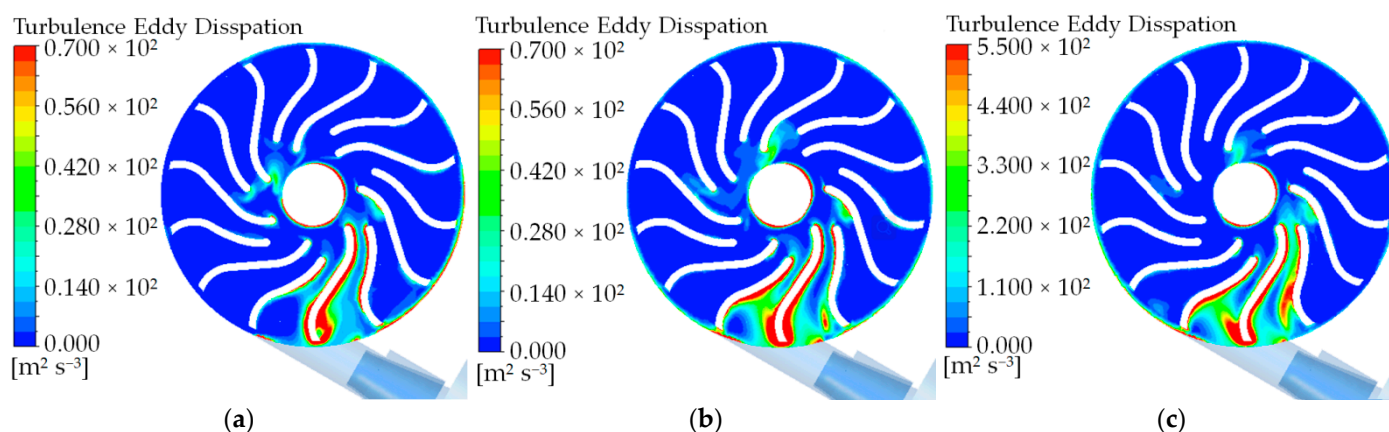 Turbulence Eddy Disspation
0.700 × 10²
0.560 × 10²
0.420 × 10²
0.280 × 10²
0.140 × 10²
0.000
[m² s⁻³]
(a)
Turbulence Eddy Disspation
0.700 × 10²
0.560 × 10²
0.420 × 10²
0.280 × 10²
0.140 × 10²
0.000
[m² s⁻³]
(b)
Turbulence Eddy Disspation
5.500 × 10²
4.400 × 10²
3.300 × 10²
2.200 × 10²
1.100 × 10²
0.000
[m² s⁻³]
(c)